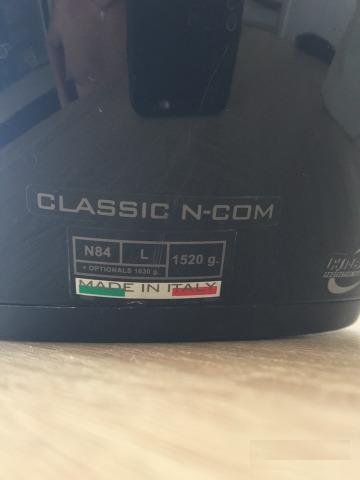 CLASSIC N-COM
N84 L 1520 g.
+ OPTIONALS 1630 g.
MADE IN ITALY